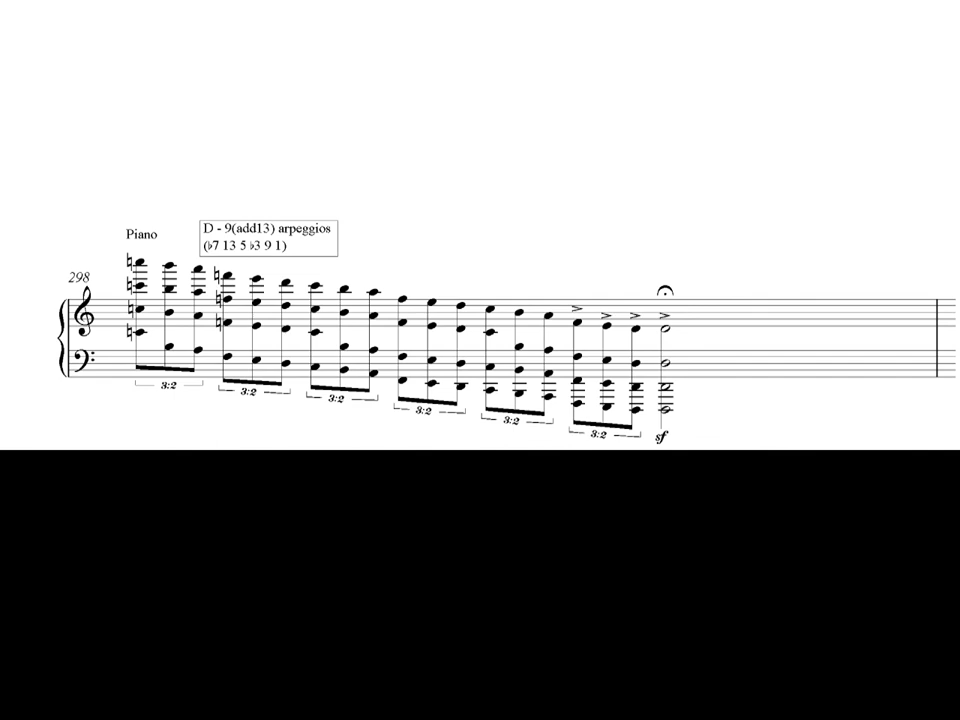 Piano
D - 9(add13) arpeggios
(♭7 13 5 ♭3 9 1)
298
3:2
3:2
3:2
3:2
3:2
3:2
sf